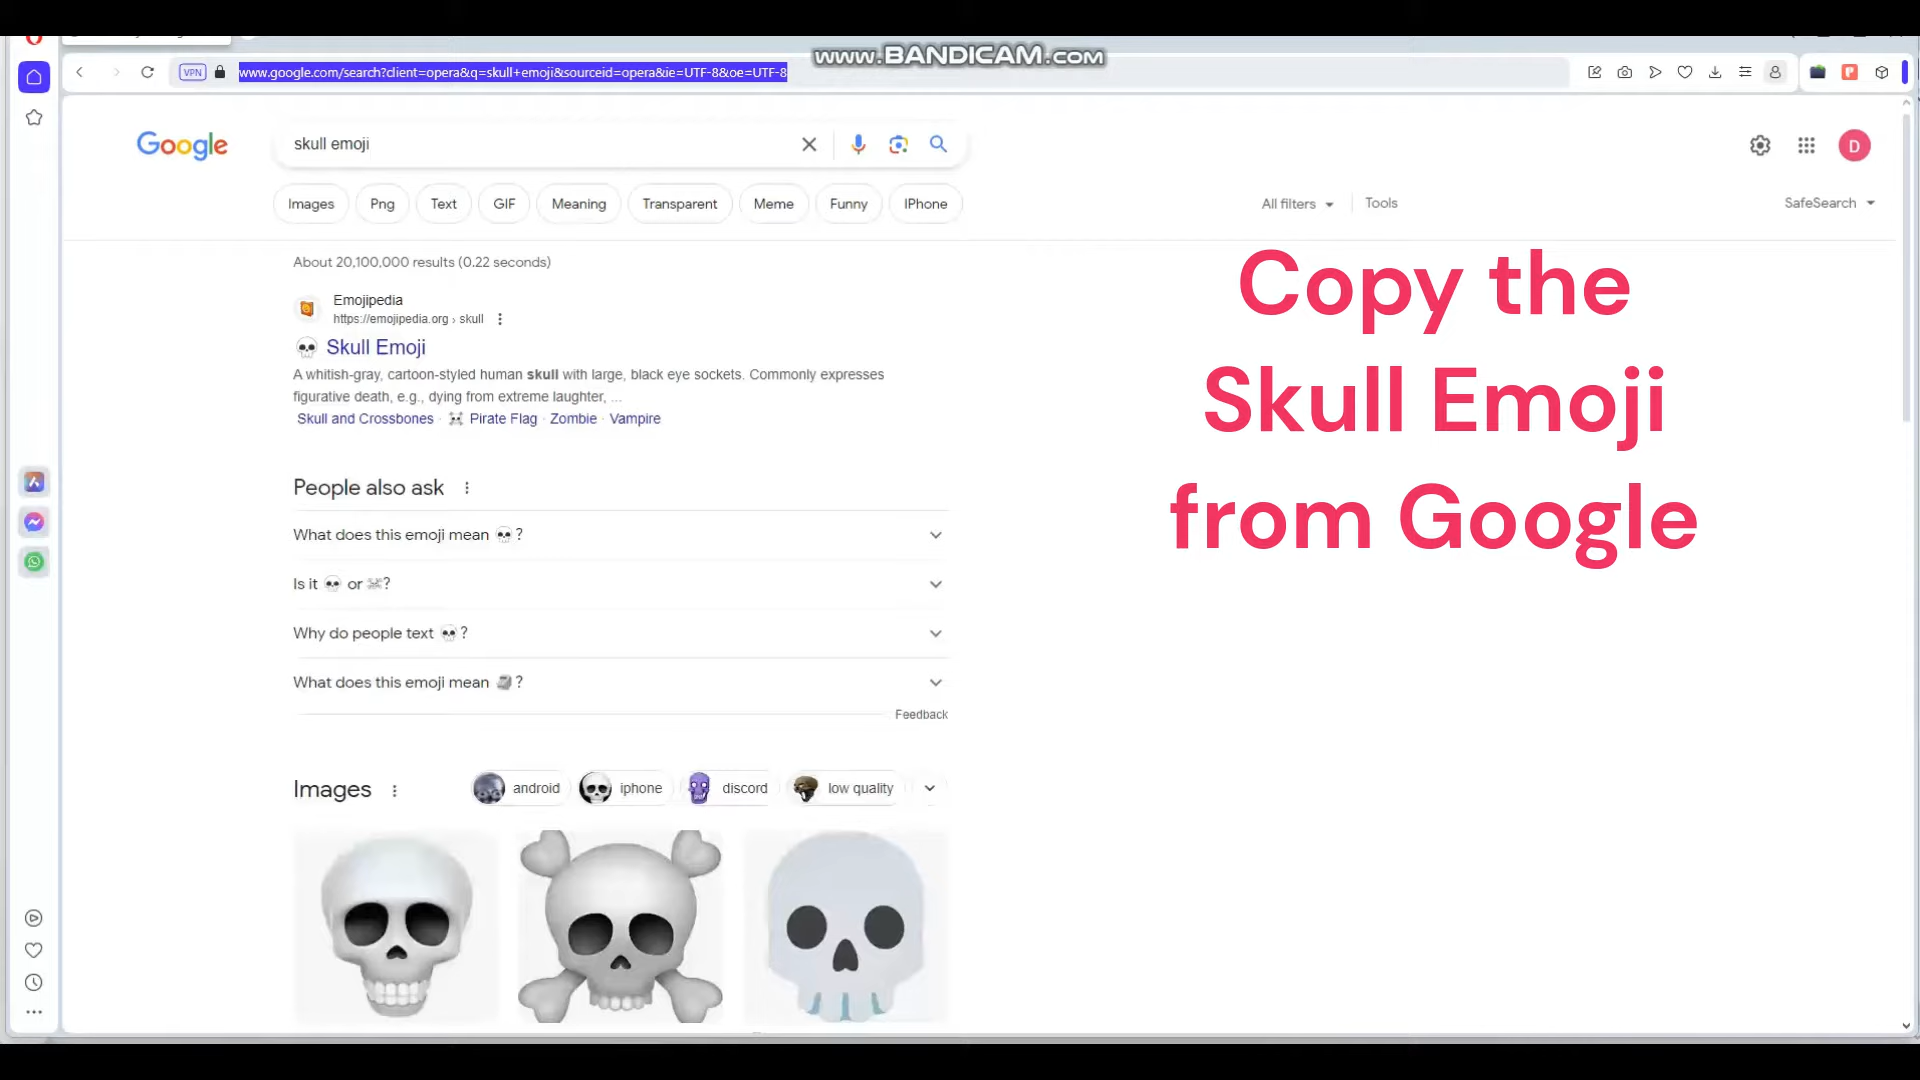 www.BANDICAM.com
VPN
www.google.com/search?client=opera&q=skull+emoji&sourceid=opera&ie=UTF-8&oe=UTF-8
Google
skull emoji
D
Images
Png
Text
GIF
Meaning
Transparent
Meme
Funny
IPhone
All filters
Tools
SafeSearch
About 20,100,000 results (0.22 seconds)
Emojipedia
https://emojipedia.org › skull
💀 Skull Emoji
A whitish-gray, cartoon-styled human skull with large, black eye sockets. Commonly expresses
figurative death, e.g., dying from extreme laughter, ...
Skull and Crossbones · ☠️ Pirate Flag · Zombie · Vampire
People also ask
What does this emoji mean 💀?
Is it 💀 or ☠️?
Why do people text 💀?
What does this emoji mean 🗿?
Feedback
Images
android
iphone
discord
low quality
Copy the
Skull Emoji
from Google